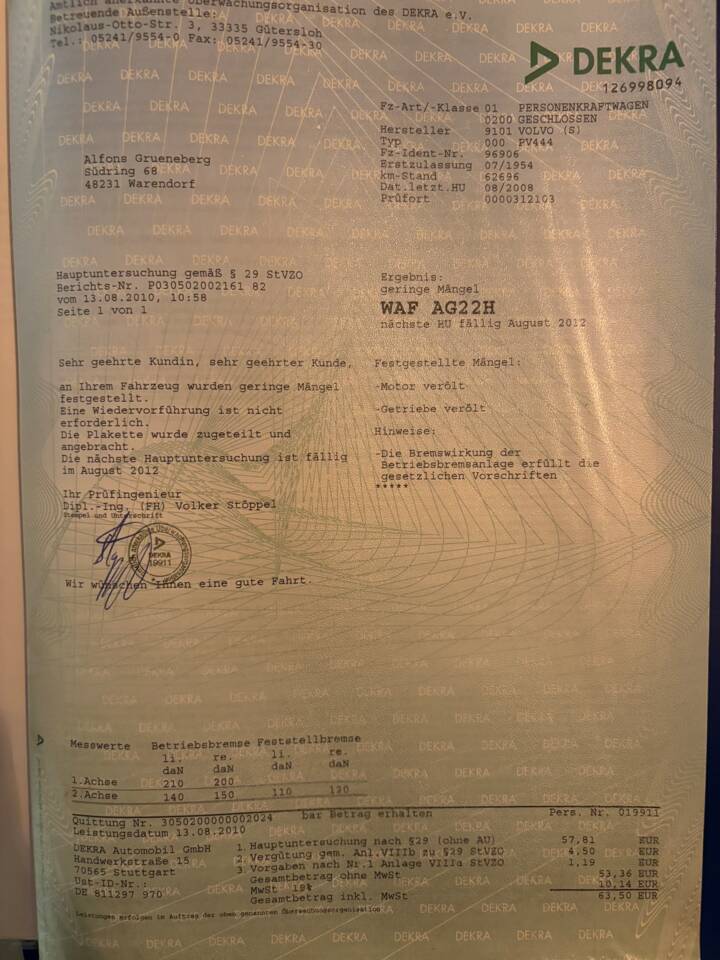 Amtlich anerkannte Überwachungsorganisation des DEKRA e.V.
Betreuende Außenstelle:
Nikolaus-Otto-Str. 3, 33335 Gütersloh
Tel.: 05241/9554-0 Fax: 05241/9554-30
DEKRA
126998094
Fz-Art/-Klasse 01 PERSONENKRAFTWAGEN
0200 GESCHLOSSEN
Hersteller 9101 VOLVO (S)
Typ 000 PV444
Fz-Ident-Nr. 96906
Erstzulassung 07/1954
km-Stand 62696
Dat.letzt.HU 08/2008
Prüfort 0000312103
Alfons Grueneberg
Südring 68
48231 Warendorf
Hauptuntersuchung gemäß § 29 StVZO
Berichts-Nr. P030502002161 82
vom 13.08.2010, 10:58
Seite 1 von 1
Ergebnis:
geringe Mängel
WAF AG22H
nächste HU fällig August 2012
Sehr geehrte Kundin, sehr geehrter Kunde,
an Ihrem Fahrzeug wurden geringe Mängel
festgestellt.
Eine Wiedervorführung ist nicht
erforderlich.
Die Plakette wurde zugeteilt und
angebracht.
Die nächste Hauptuntersuchung ist fällig
im August 2012
Ihr Prüfingenieur
Dipl.-Ing. (FH) Volker Stöppel
Stempel und Unterschrift
DEKRA
19911
Wir wünschen Ihnen eine gute Fahrt.
Festgestellte Mängel:
-Motor verölt
-Getriebe verölt
Hinweise:
-Die Bremswirkung der
Betriebsbremsanlage erfüllt die
gesetzlichen Vorschriften
*****
Messwerte Betriebsbremse Feststellbremse
li. re. li. re.
daN daN daN daN
1.Achse 210 200
2.Achse 140 150 110 120
Quittung Nr. 3050200000002024 bar Betrag erhalten Pers. Nr. 019911
Leistungsdatum 13.08.2010
DEKRA Automobil GmbH
Handwerkstraße 15
70565 Stuttgart
Ust-ID-Nr.:
DE 811297 970
1. Hauptuntersuchung nach §29 (ohne AU) 57,81 EUR
2. Vergütung gem. Anl.VIIIb zu §29 StVZO 4,50 EUR
3. Vorgaben nach Nr.1 Anlage VIIIa StVZO 1,19 EUR
Gesamtbetrag ohne MwSt 53,36 EUR
MwSt 19% 10,14 EUR
Gesamtbetrag inkl. MwSt 63,50 EUR
Leistungen erfolgen im Auftrag der oben genannten Überwachungsorganisation